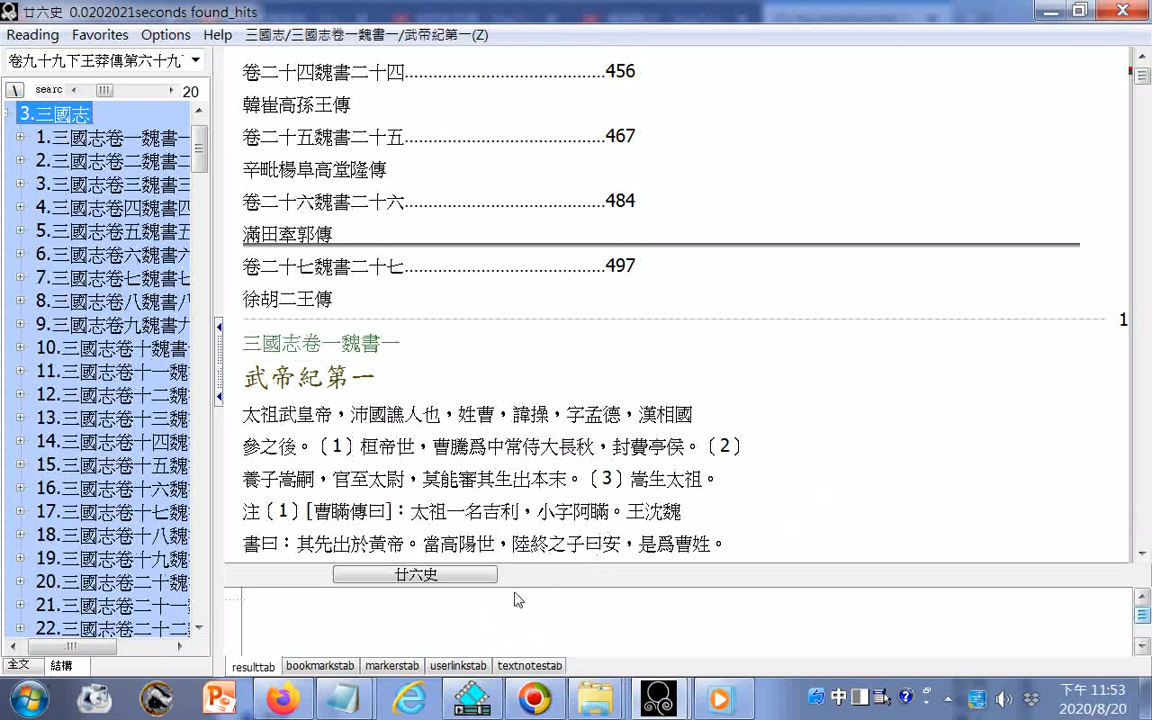 廿六史 0.0202021seconds found_hits
Reading Favorites Options Help 三國志/三國志卷一魏書一/武帝紀第一(Z)
卷九十九下王莽傳第六十九
\ searc 20
3.三國志
1.三國志卷一魏書一
2.三國志卷二魏書二
3.三國志卷三魏書三
4.三國志卷四魏書四
5.三國志卷五魏書五
6.三國志卷六魏書六
7.三國志卷七魏書七
8.三國志卷八魏書八
9.三國志卷九魏書九
10.三國志卷十魏書
11.三國志卷十一魏
12.三國志卷十二魏
13.三國志卷十三魏
14.三國志卷十四魏
15.三國志卷十五魏
16.三國志卷十六魏
17.三國志卷十七魏
18.三國志卷十八魏
19.三國志卷十九魏
20.三國志卷二十魏
21.三國志卷二十一
22.三國志卷二十二
全文 結構
卷二十四魏書二十四......................................456
韓崔高孫王傳
卷二十五魏書二十五......................................467
辛毗楊阜高堂隆傳
卷二十六魏書二十六......................................484
滿田牽郭傳
卷二十七魏書二十七......................................497
徐胡二王傳
1
三國志卷一魏書一
武帝紀第一
太祖武皇帝，沛國譙人也，姓曹，諱操，字孟德，漢相國
參之後。〔1〕桓帝世，曹騰爲中常侍大長秋，封費亭侯。〔2〕
養子嵩嗣，官至太尉，莫能審其生出本末。〔3〕嵩生太祖。
注〔1〕[曹瞞傳曰]：太祖一名吉利，小字阿瞞。王沈魏
書曰：其先出於黃帝。當高陽世，陸終之子曰安，是爲曹姓。
廿六史
resulttab bookmarkstab markerstab userlinkstab textnotestab
中
下午 11:53
2020/8/20